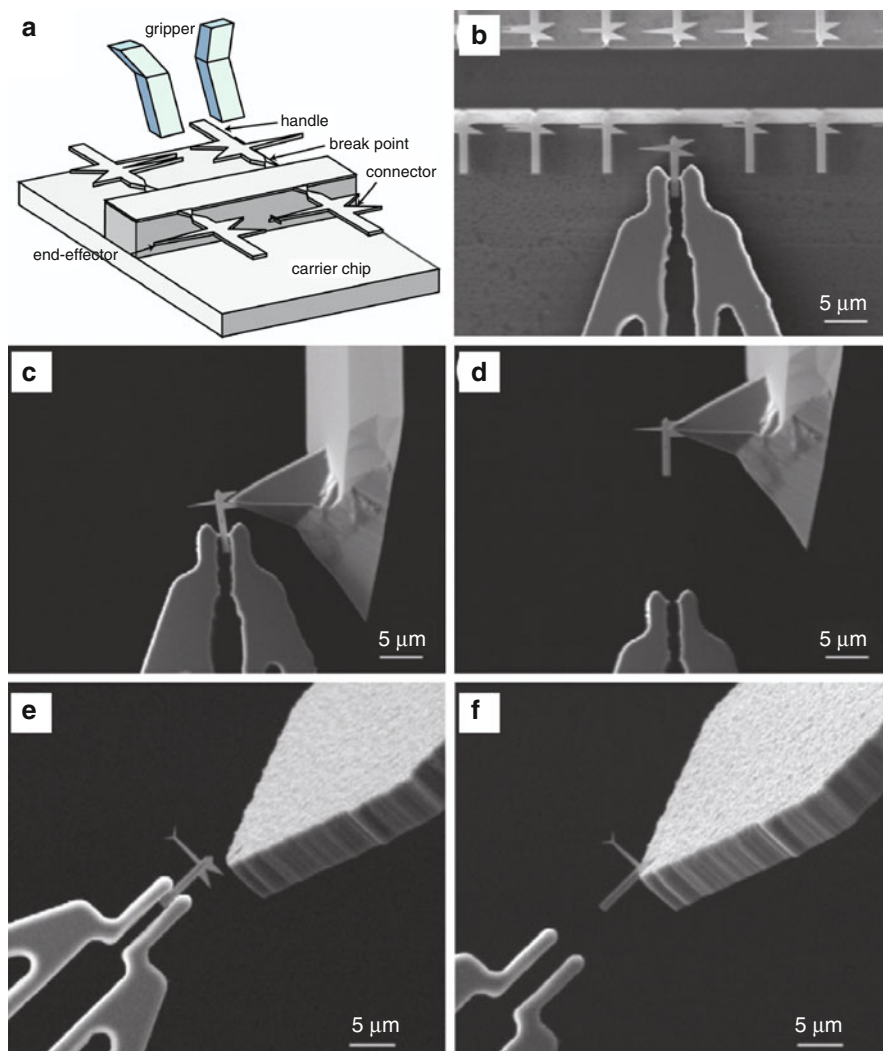 a
gripper
handle
break point
connector
end-effector
carrier chip
b
5 µm
c
5 µm
d
5 µm
e
5 µm
f
5 µm